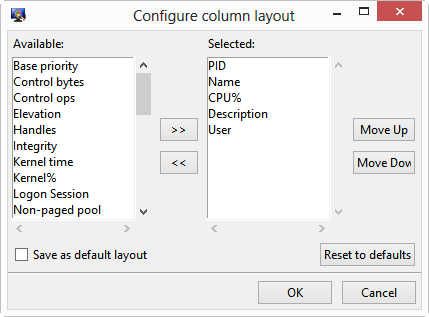 Configure column layout
Available:
Selected:
Base priority
Control bytes
Control ops
Elevation
Handles
Integrity
Kernel time
Kernel%
Logon Session
Non-paged pool
>>
<<
PID
Name
CPU%
Description
User
Move Up
Move Dow
Save as default layout
Reset to defaults
OK
Cancel